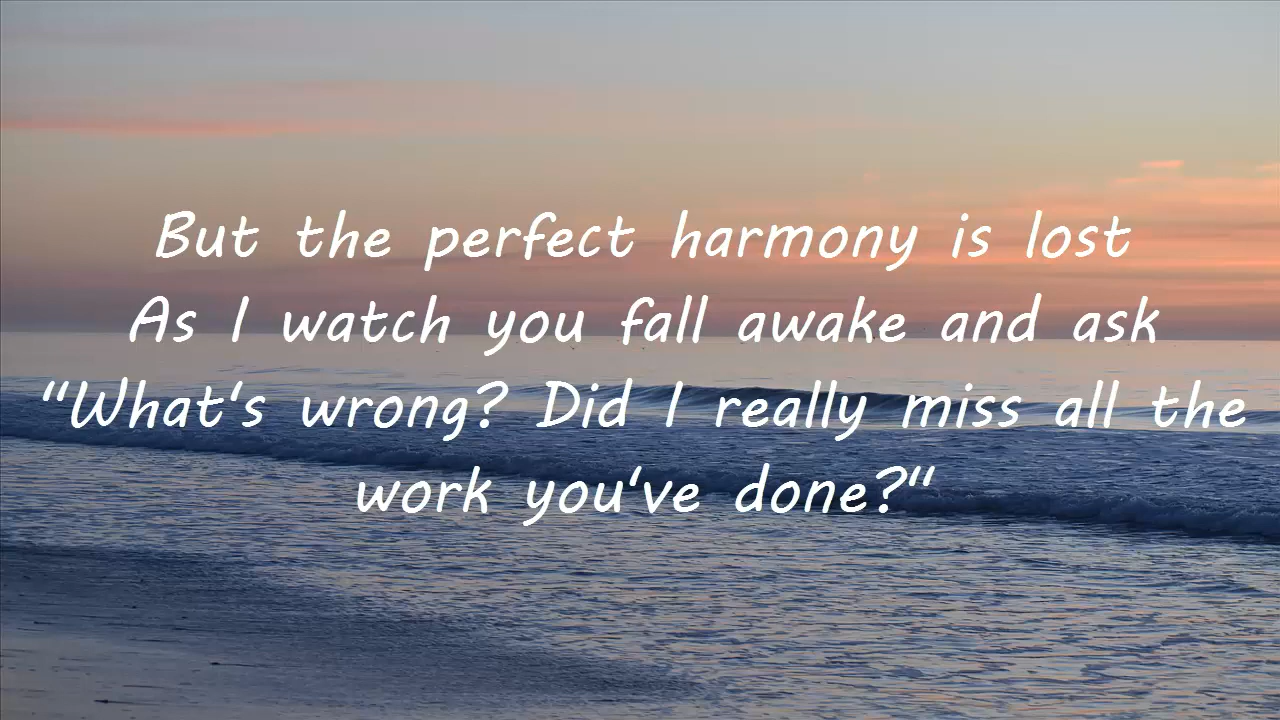 But the perfect harmony is lost
As I watch you fall awake and ask
"What's wrong? Did I really miss all the
work you've done?"